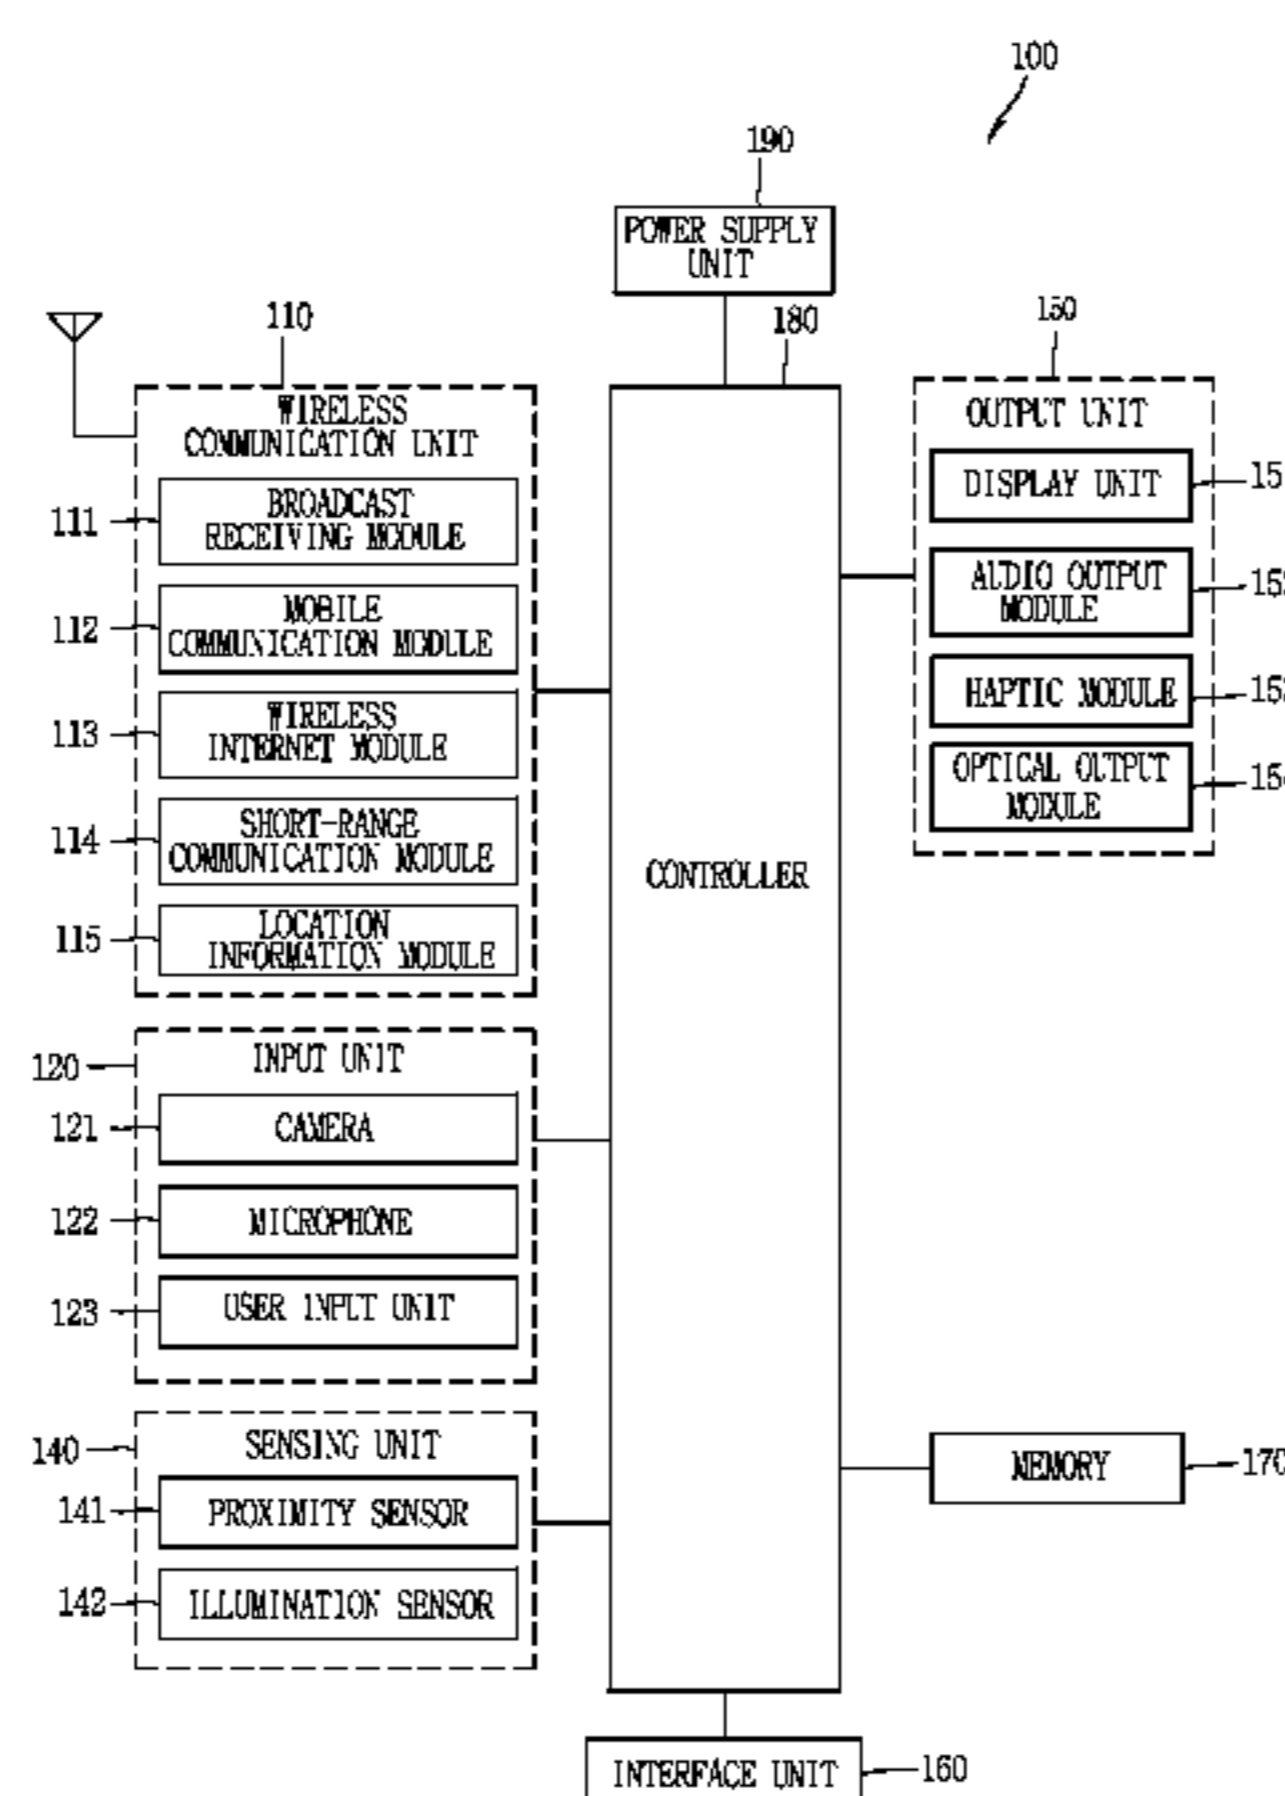 100
190
POWER SUPPLY
UNIT
110
180
150
WIRELESS
COMMUNICATION UNIT
OUTPUT UNIT
BROADCAST
RECEIVING MODULE
111
DISPLAY UNIT
MOBILE
COMMUNICATION MODULE
112
AUDIO OUTPUT
MODULE
WIRELESS
INTERNET MODULE
113
HAPTIC MODULE
SHORT-RANGE
COMMUNICATION MODULE
114
OPTICAL OUTPUT
MODULE
LOCATION
INFORMATION MODULE
115
CONTROLLER
120
INPUT UNIT
121
CAMERA
122
MICROPHONE
123
USER INPUT UNIT
140
SENSING UNIT
141
PROXIMITY SENSOR
142
ILLUMINATION SENSOR
MEMORY
170
INTERFACE UNIT
160